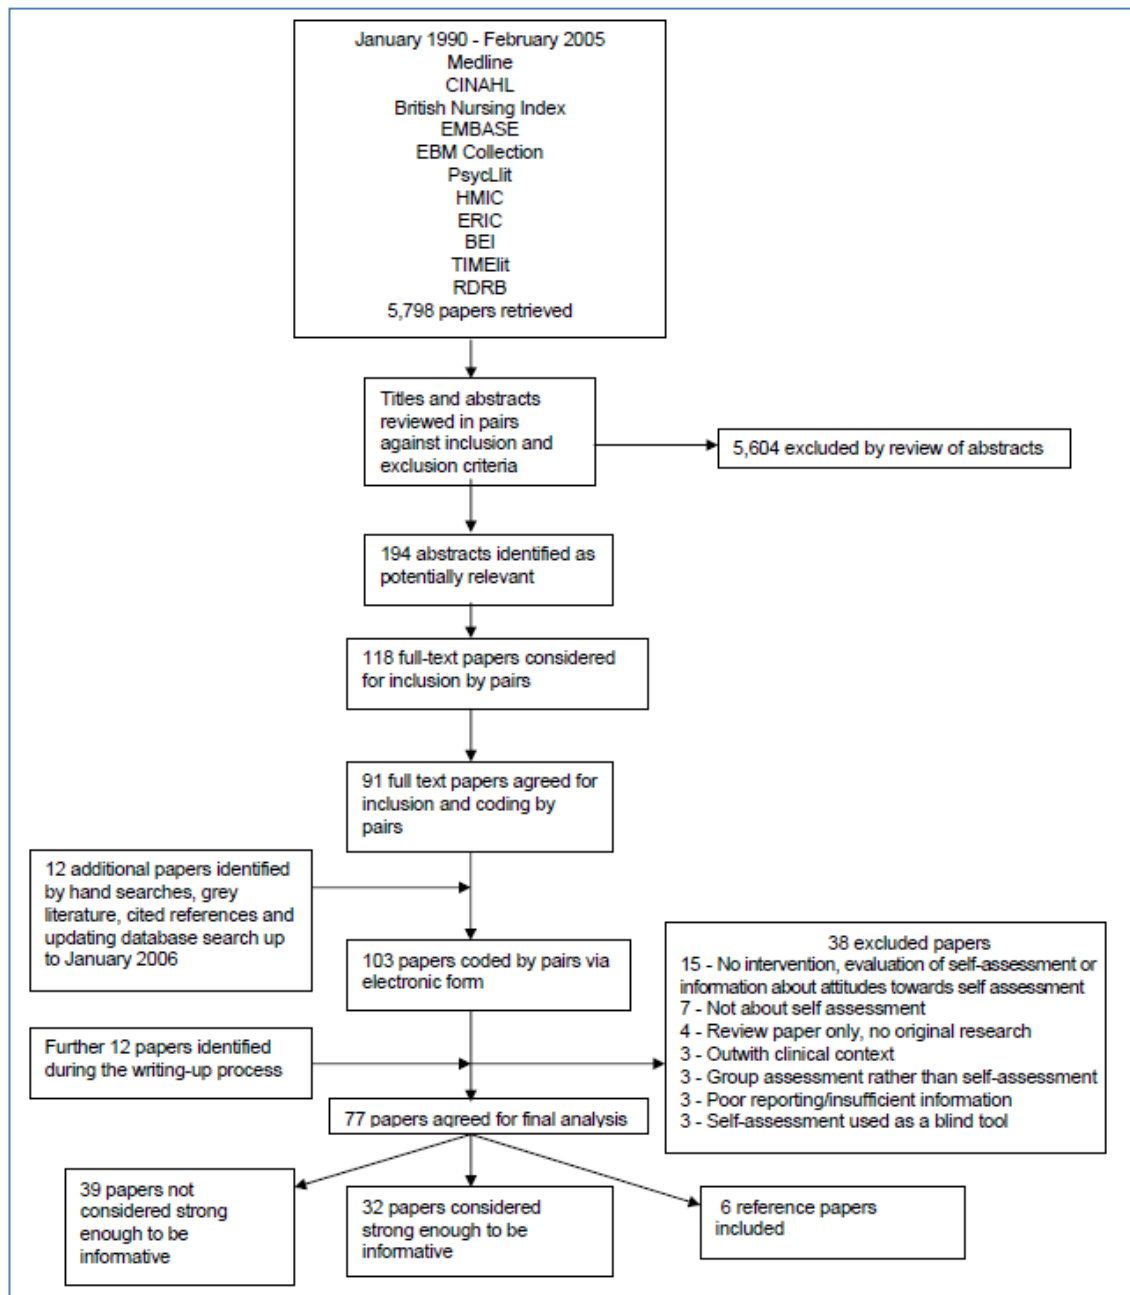 January 1990 - February 2005
Medline
CINAHL
British Nursing Index
EMBASE
EBM Collection
PsycLlit
HMIC
ERIC
BEI
TIMElit
RDRB
5,798 papers retrieved
Titles and abstracts
reviewed in pairs
against inclusion and
exclusion criteria
5,604 excluded by review of abstracts
194 abstracts identified as
potentially relevant
118 full-text papers considered
for inclusion by pairs
91 full text papers agreed for
inclusion and coding by
pairs
12 additional papers identified
by hand searches, grey
literature, cited references and
updating database search up
to January 2006
103 papers coded by pairs via
electronic form
38 excluded papers
15 - No intervention, evaluation of self-assessment or
information about attitudes towards self assessment
7 - Not about self assessment
4 - Review paper only, no original research
3 - Outwith clinical context
3 - Group assessment rather than self-assessment
3 - Poor reporting/insufficient information
3 - Self-assessment used as a blind tool
Further 12 papers identified
during the writing-up process
77 papers agreed for final analysis
39 papers not
considered strong
enough to be
informative
32 papers considered
strong enough to be
informative
6 reference papers
included